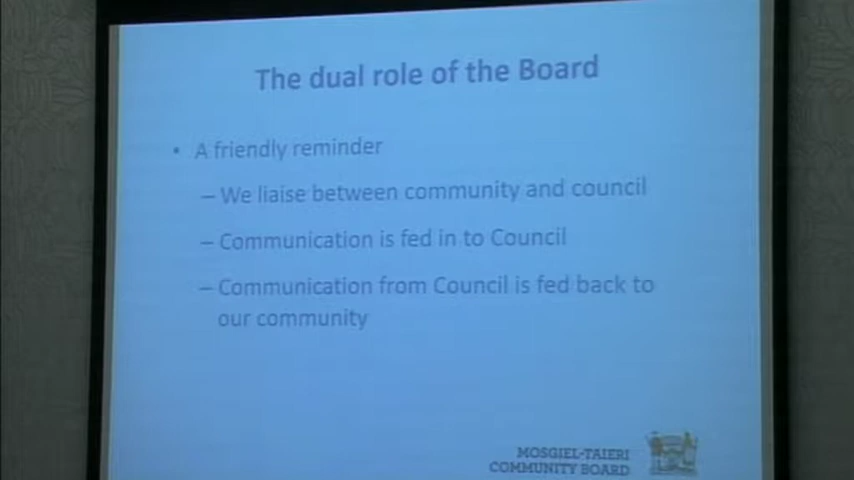 The dual role of the Board
• A friendly reminder
– We liaise between community and council
– Communication is fed in to Council
– Communication from Council is fed back to
our community
MOSGIEL-TAIERI
COMMUNITY BOARD